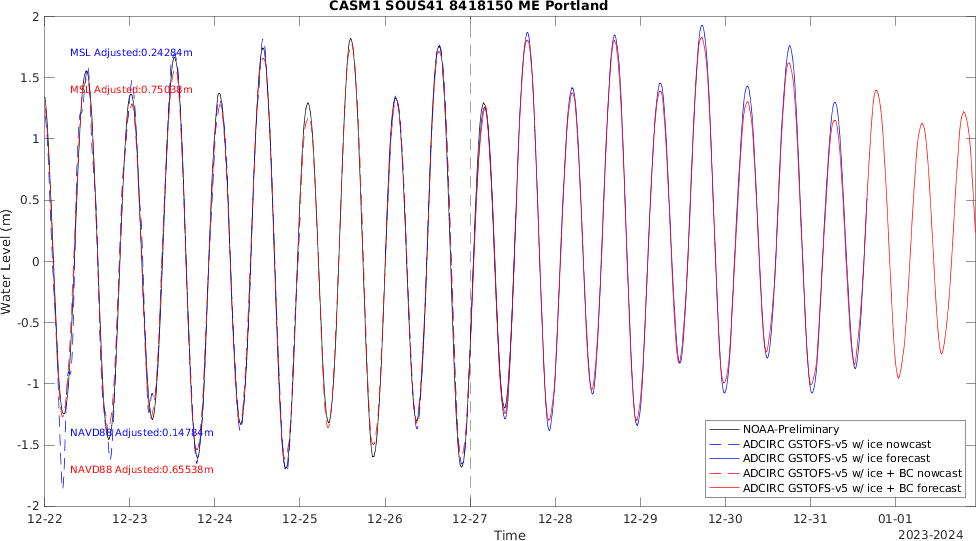 CASM1 SOUS41 8418150 ME Portland
2
1.5
1
0.5
0
-0.5
-1
-1.5
-2
Water Level (m)
MSL Adjusted:0.24284m
MSL Adjusted:0.75038m
NAVD88 Adjusted:0.14784m
NAVD88 Adjusted:0.65538m
NOAA-Preliminary
ADCIRC GSTOFS-v5 w/ ice nowcast
ADCIRC GSTOFS-v5 w/ ice forecast
ADCIRC GSTOFS-v5 w/ ice + BC nowcast
ADCIRC GSTOFS-v5 w/ ice + BC forecast
12-22 12-23 12-24 12-25 12-26 12-27 12-28 12-29 12-30 12-31 01-01
Time
2023-2024